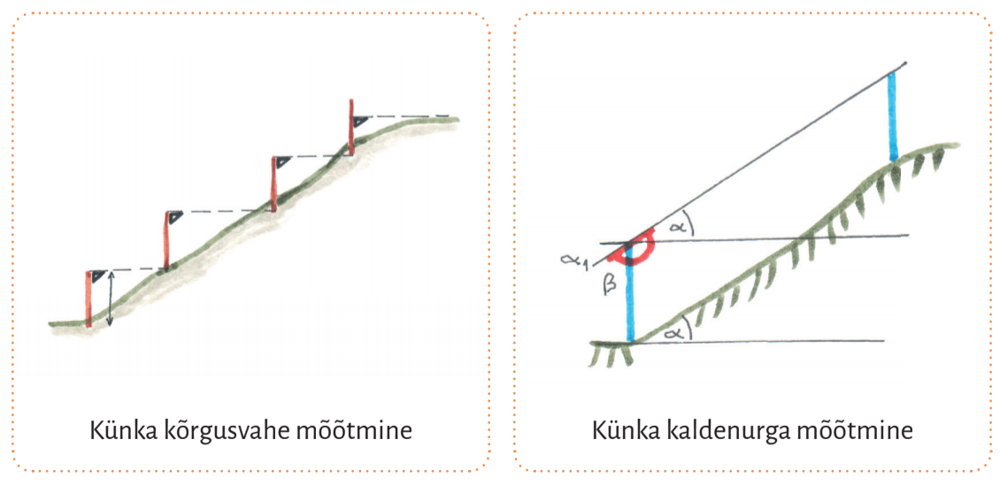 α
α₁
β
α
Künka kõrgusvahe mõõtmine
Künka kaldenurga mõõtmine